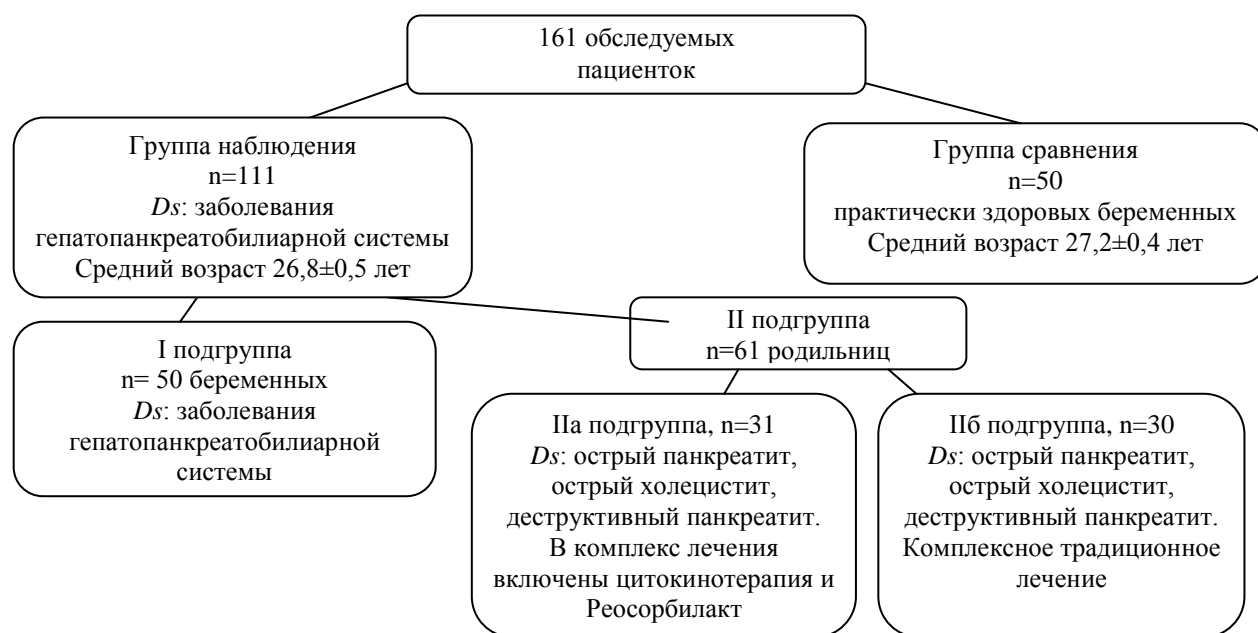 161 обследуемых
пациенток
Группа наблюдения
n=111
Ds: заболевания
гепатопанкреатобилиарной системы
Средний возраст 26,8±0,5 лет
Группа сравнения
n=50
практически здоровых беременных
Средний возраст 27,2±0,4 лет
I подгруппа
n= 50 беременных
Ds: заболевания
гепатопанкреатобилиарной
системы
II подгруппа
n=61 родильниц
IIа подгруппа, n=31
Ds: острый панкреатит,
острый холецистит,
деструктивный панкреатит.
В комплекс лечения
включены цитокинотерапия и
Реосорбилакт
IIб подгруппа, n=30
Ds: острый панкреатит,
острый холецистит,
деструктивный панкреатит.
Комплексное традиционное
лечение